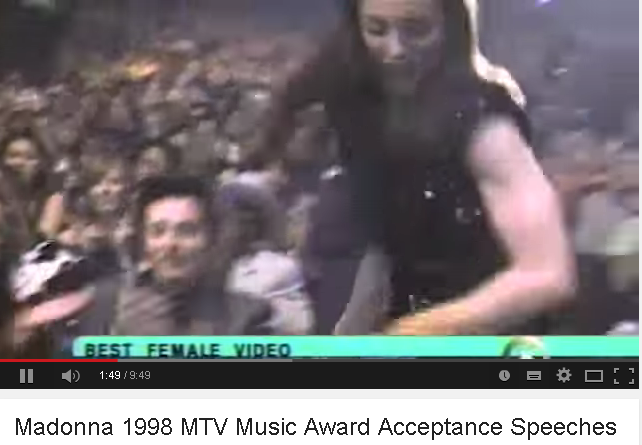 BEST FEMALE VIDEO
1:49 / 9:49
Madonna 1998 MTV Music Award Acceptance Speeches